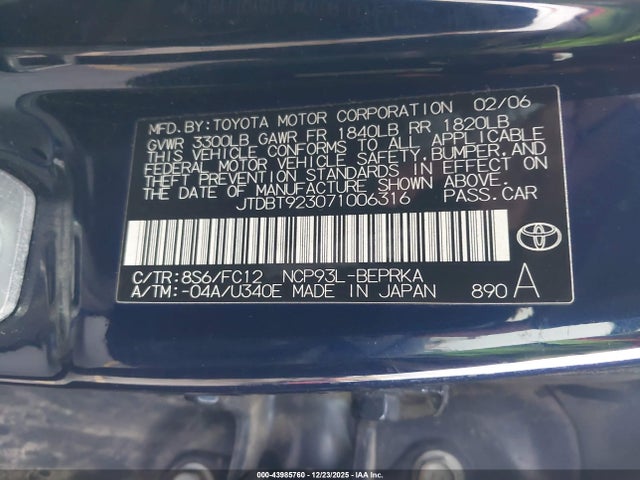 MFD.BY:TOYOTA MOTOR CORPORATION 02/06
GVWR 3300LB GAWR FR 1840LB RR 1820LB
THIS VEHICLE CONFORMS TO ALL APPLICABLE
FEDERAL MOTOR VEHICLE SAFETY,BUMPER,AND
THEFT PREVENTION STANDARDS IN EFFECT ON
THE DATE OF MANUFACTURE SHOWN ABOVE.
JTDBT923071006316 PASS.CAR
C/TR:8S6/FC12 NCP93L-BEPRKA
A/TM:-04A/U340E MADE IN JAPAN 890 A
000-43985760 - 12/23/2025 - IAA Inc.